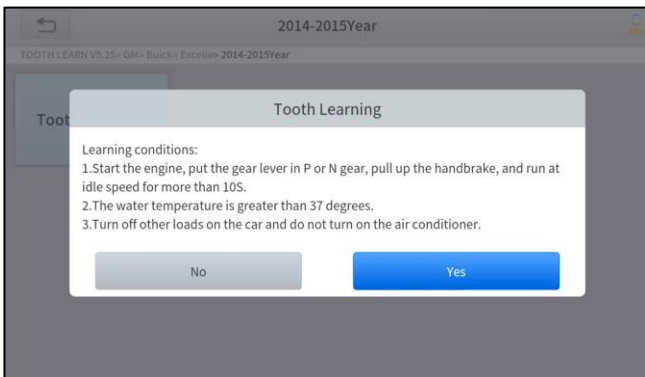 2014-2015Year
TOOTH LEARN V5.25> GM> Buick> Excelle> 2014-2015Year
Toot
Tooth Learning
Learning conditions:
1.Start the engine, put the gear lever in P or N gear, pull up the handbrake, and run at
idle speed for more than 10S.
2.The water temperature is greater than 37 degrees.
3.Turn off other loads on the car and do not turn on the air conditioner.
No
Yes